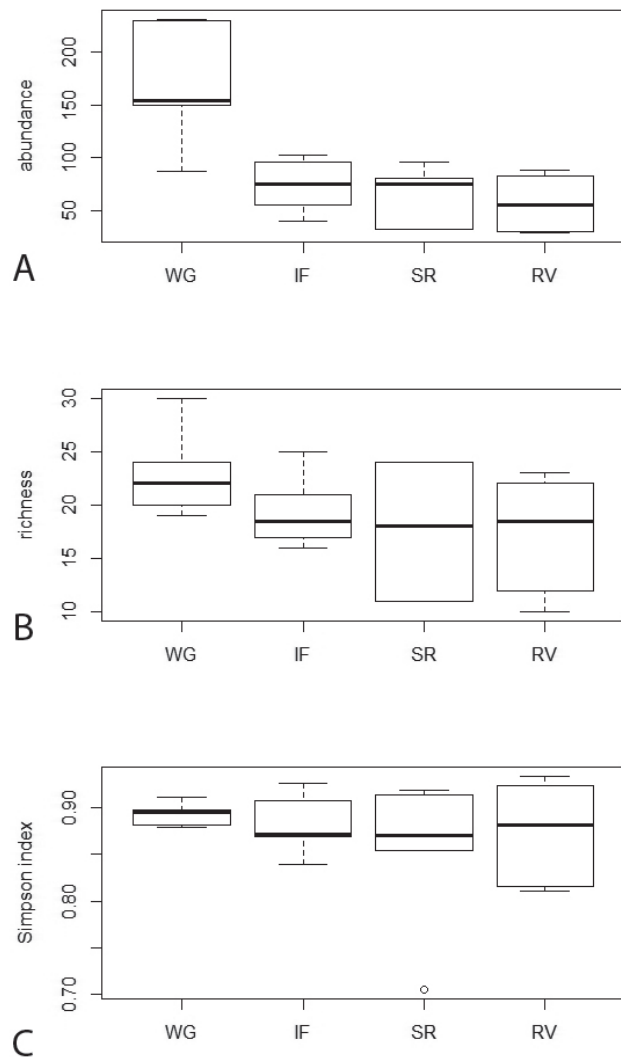 200
150
100
50
abundance
WG IF SR RV
A
30
25
20
15
10
richness
WG IF SR RV
B
0.90
0.80
0.70
Simpson index
WG IF SR RV
C